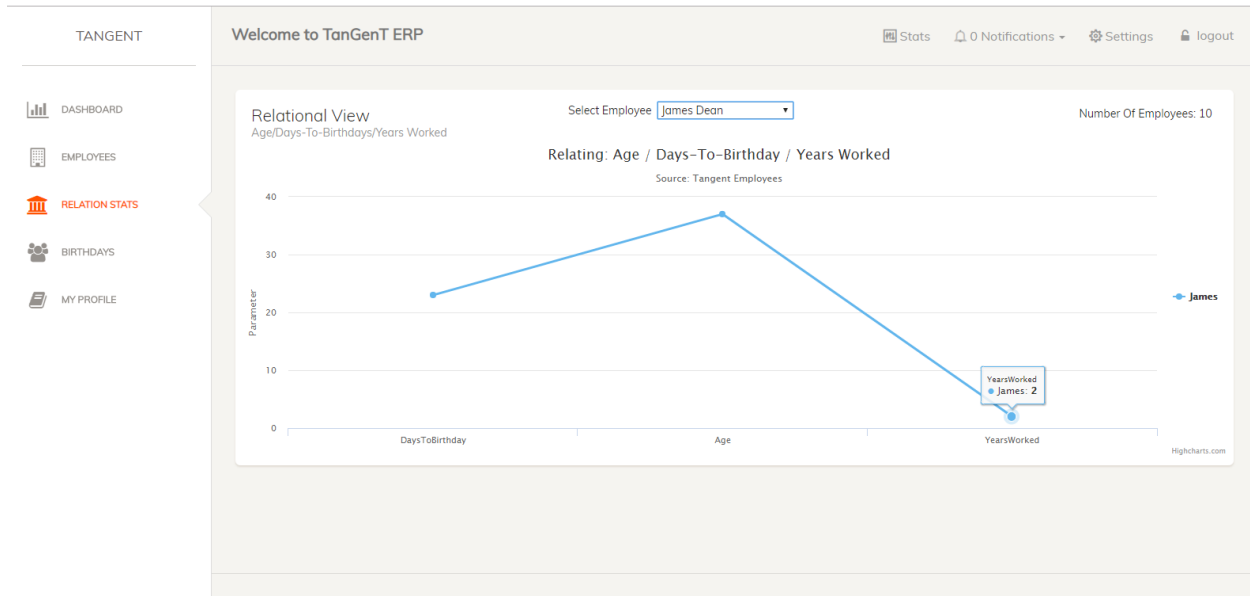 TANGENT
Welcome to TanGenT ERP
Stats
0 Notifications
Settings
logout
DASHBOARD
EMPLOYEES
RELATION STATS
BIRTHDAYS
MY PROFILE
Relational View
Age/Days-To-Birthdays/Years Worked
Select Employee James Dean
Number Of Employees: 10
Relating: Age / Days-To-Birthday / Years Worked
Source: Tangent Employees
Parameter
40
30
20
10
0
YearsWorked
James: 2
James
DaysToBirthday
Age
YearsWorked
Highcharts.com